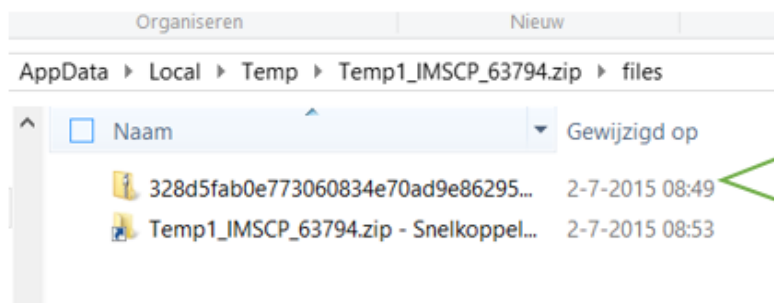 Organiseren Nieuw
AppData Local Temp Temp1_IMSCP_63794.zip files
Naam Gewijzigd op
328d5fab0e773060834e70ad9e86295... 2-7-2015 08:49
Temp1_IMSCP_63794.zip - Snelkoppel... 2-7-2015 08:53